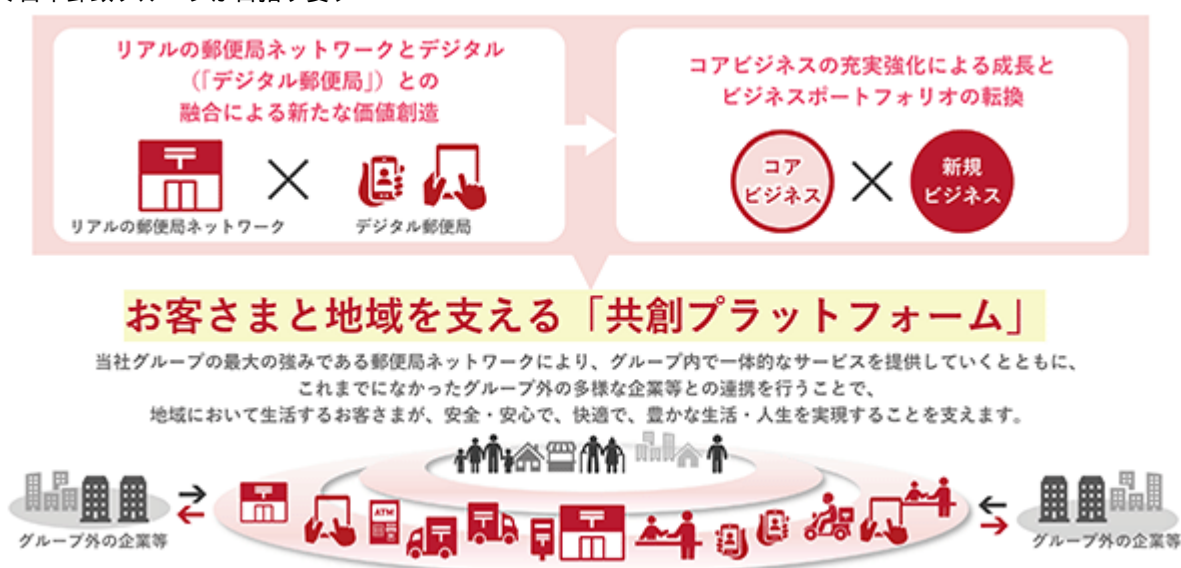 リアルの郵便局ネットワークとデジタル
(「デジタル郵便局」)との
融合による新たな価値創造
リアルの郵便局ネットワーク
デジタル郵便局
コアビジネスの充実強化による成長と
ビジネスポートフォリオの転換
コア
ビジネス
新規
ビジネス
お客さまと地域を支える「共創プラットフォーム」
当社グループの最大の強みである郵便局ネットワークにより、グループ内で一体的なサービスを提供していくとともに、
これまでになかったグループ外の多様な企業等との連携を行うことで、
地域において生活するお客さまが、安全・安心で、快適で、豊かな生活・人生を実現することを支えます。
ATM
グループ外の企業等
グループ外の企業等